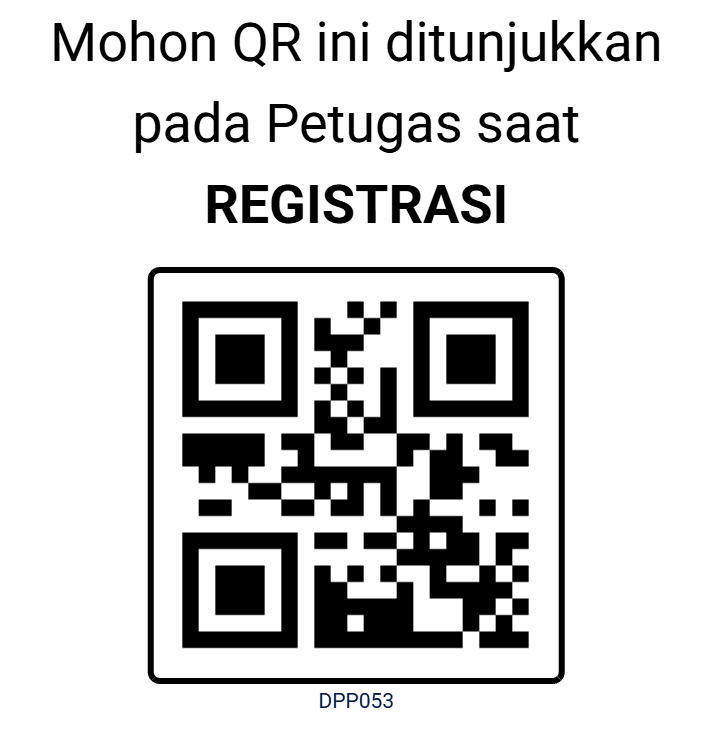 Mohon QR ini ditunjukkan
pada Petugas saat
REGISTRASI
DPP053